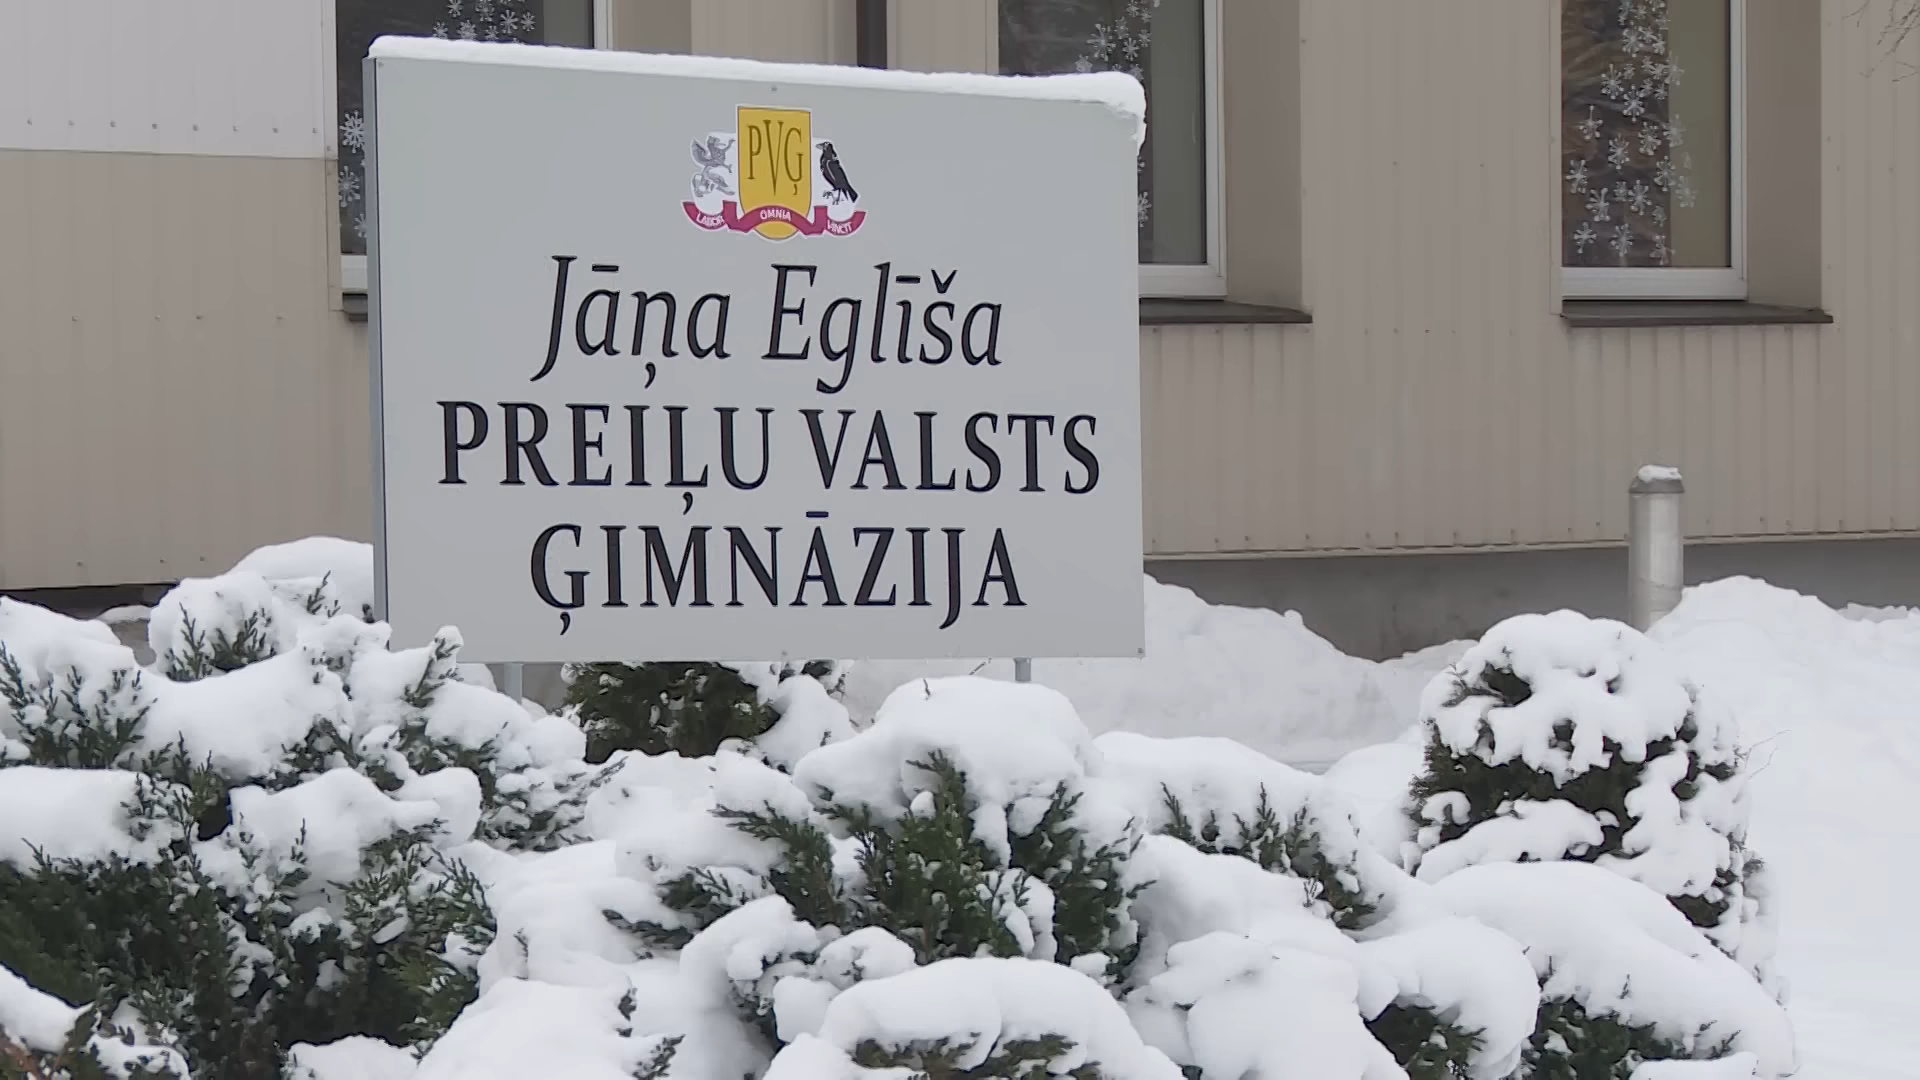 PVĢ
LABOR OMNIA VINCIT
Jāņa Eglīša
PREIĻU VALSTS
ĢIMNĀZIJA